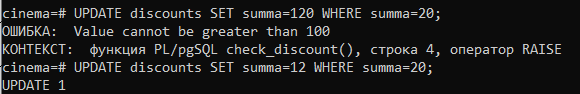 cinema=# UPDATE discounts SET summa=120 WHERE summa=20;
ОШИБКА:  Value cannot be greater than 100
КОНТЕКСТ:  функция PL/pgSQL check_discount(), строка 4, оператор RAISE
cinema=# UPDATE discounts SET summa=12 WHERE summa=20;
UPDATE 1